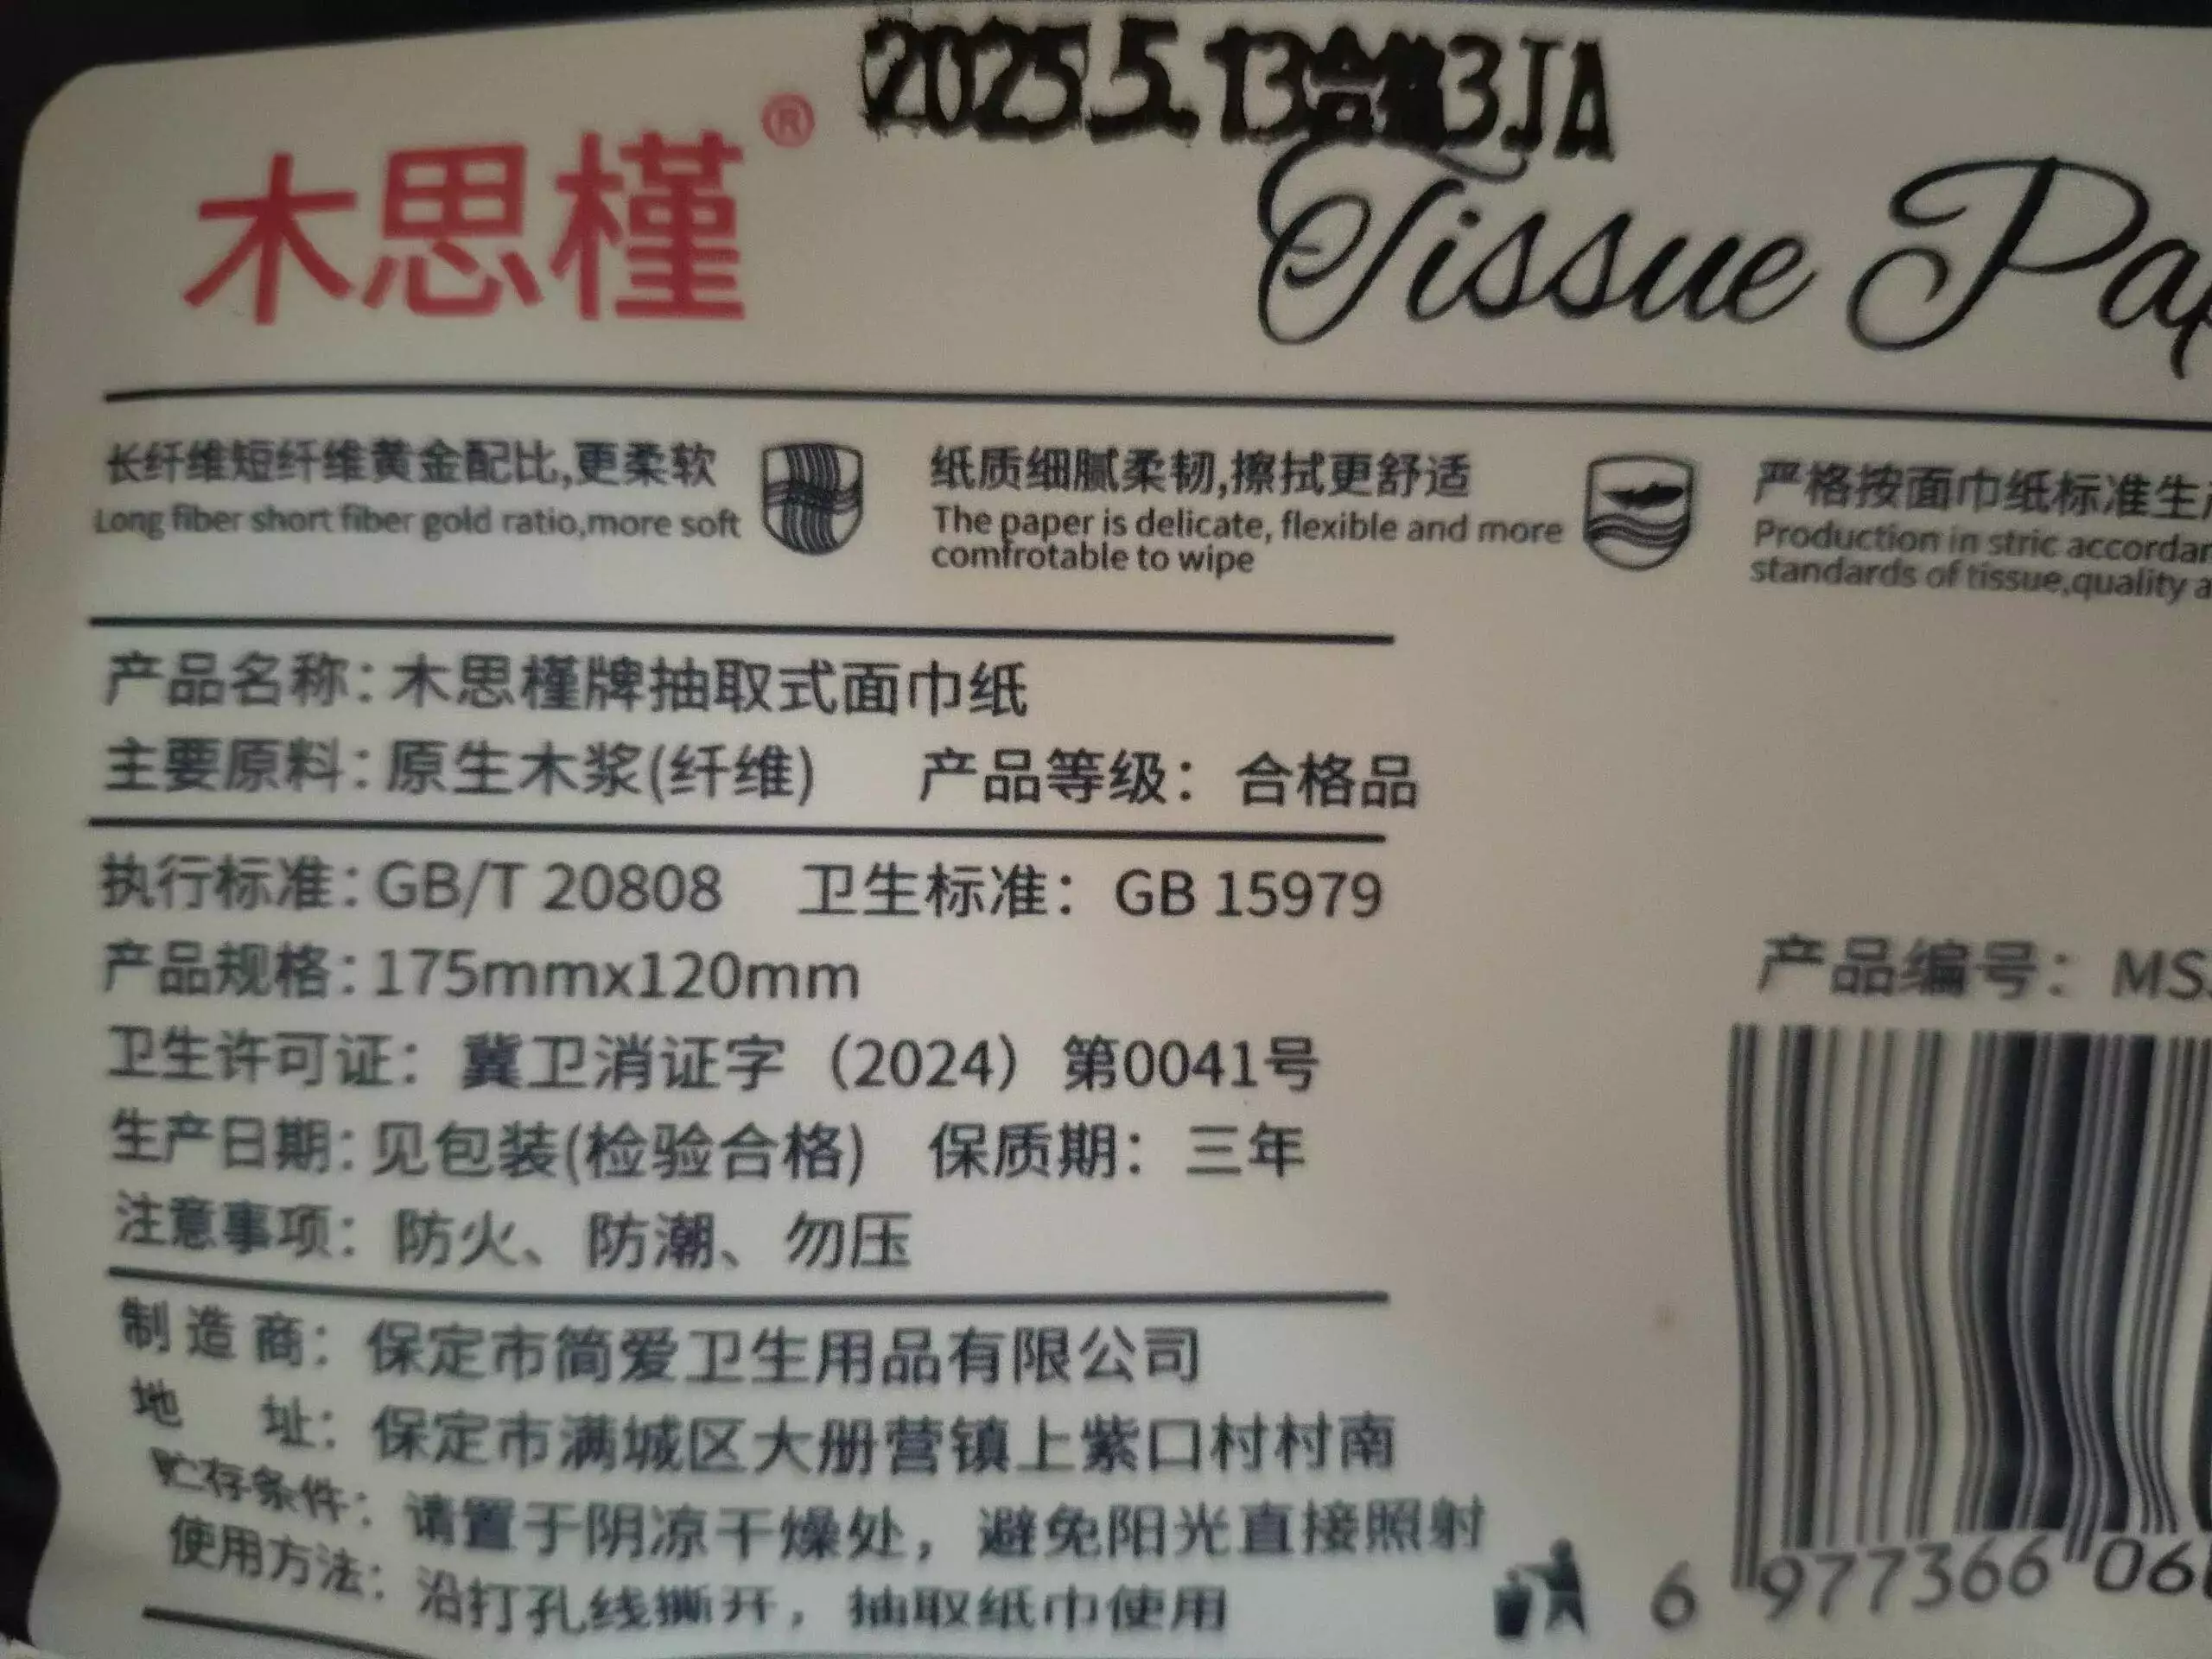 2025.5.13合格3JA
木思槿®
Tissue Pap
长纤维短纤维黄金配比,更柔软
Long fiber short fiber gold ratio,more soft
纸质细腻柔韧,擦拭更舒适
The paper is delicate, flexible and more
comfrotable to wipe
严格按面巾纸标准生产
Production in stric accordan
standards of tissue,quality a
产品名称：木思槿牌抽取式面巾纸
主要原料：原生木浆(纤维) 产品等级：合格品
执行标准：GB/T 20808 卫生标准：GB 15979
产品规格：175mmx120mm
卫生许可证：冀卫消证字（2024）第0041号
生产日期：见包装(检验合格) 保质期：三年
注意事项：防火、防潮、勿压
制造商：保定市简爱卫生用品有限公司
地 址：保定市满城区大册营镇上紫口村村南
贮存条件：请置于阴凉干燥处，避免阳光直接照射
使用方法：沿打孔线撕开，抽取纸巾使用
产品编号：MS
6 977366 06